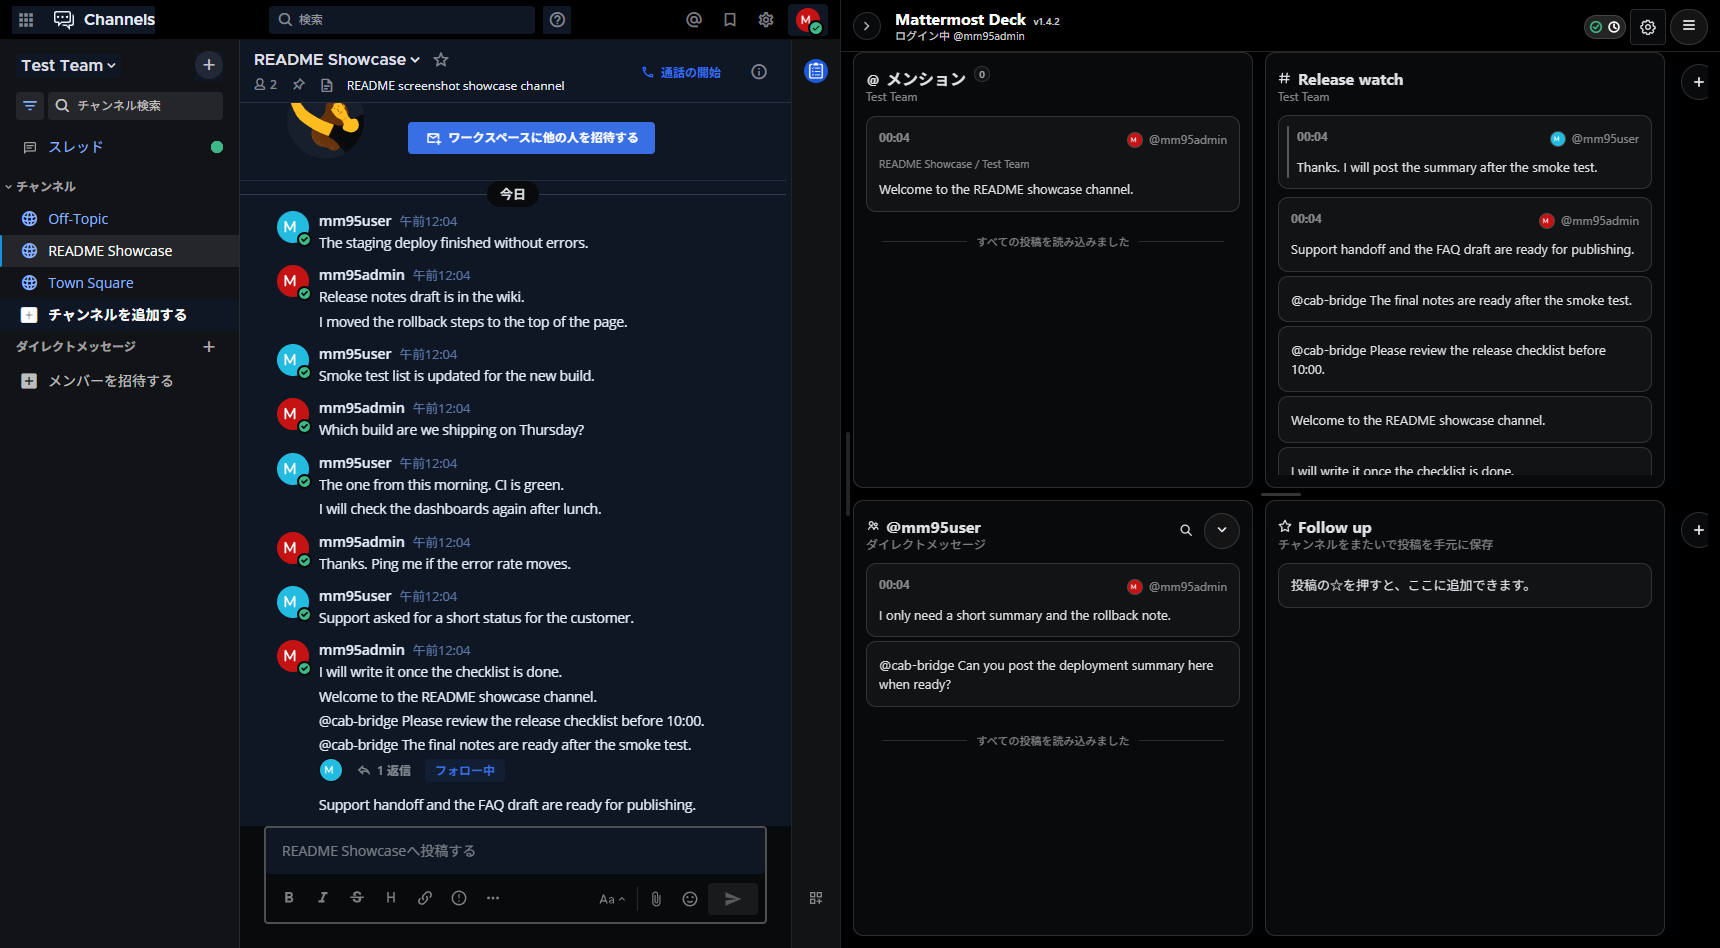 Channels
検索
Test Team
チャンネル検索
スレッド
チャンネル
Off-Topic
README Showcase
Town Square
チャンネルを追加する
ダイレクトメッセージ
メンバーを招待する
README Showcase
2
README screenshot showcase channel
通話の開始
ワークスペースに他の人を招待する
今日
mm95user 午前12:04
The staging deploy finished without errors.
mm95admin 午前12:04
Release notes draft is in the wiki.
I moved the rollback steps to the top of the page.
mm95user 午前12:04
Smoke test list is updated for the new build.
mm95admin 午前12:04
Which build are we shipping on Thursday?
mm95user 午前12:04
The one from this morning. CI is green.
I will check the dashboards again after lunch.
mm95admin 午前12:04
Thanks. Ping me if the error rate moves.
mm95user 午前12:04
Support asked for a short status for the customer.
mm95admin 午前12:04
I will write it once the checklist is done.
Welcome to the README showcase channel.
@cab-bridge Please review the release checklist before 10:00.
@cab-bridge The final notes are ready after the smoke test.
M 1 返信 フォロー中
Support handoff and the FAQ draft are ready for publishing.
README Showcaseへ投稿する
B I S H Aa
Mattermost Deck v1.4.2
ログイン中 @mm95admin
@ メンション 0
Test Team
00:04 M @mm95admin
README Showcase / Test Team
Welcome to the README showcase channel.
すべての投稿を読み込みました
# Release watch
Test Team
00:04 M @mm95user
Thanks. I will post the summary after the smoke test.
00:04 M @mm95admin
Support handoff and the FAQ draft are ready for publishing.
@cab-bridge The final notes are ready after the smoke test.
@cab-bridge Please review the release checklist before
10:00.
Welcome to the README showcase channel.
I will write it once the checklist is done.
@mm95user
ダイレクトメッセージ
00:04 M @mm95admin
I only need a short summary and the rollback note.
@cab-bridge Can you post the deployment summary here
when ready?
すべての投稿を読み込みました
Follow up
チャンネルをまたいで投稿を手元に保存
投稿の☆を押すと、ここに追加できます。